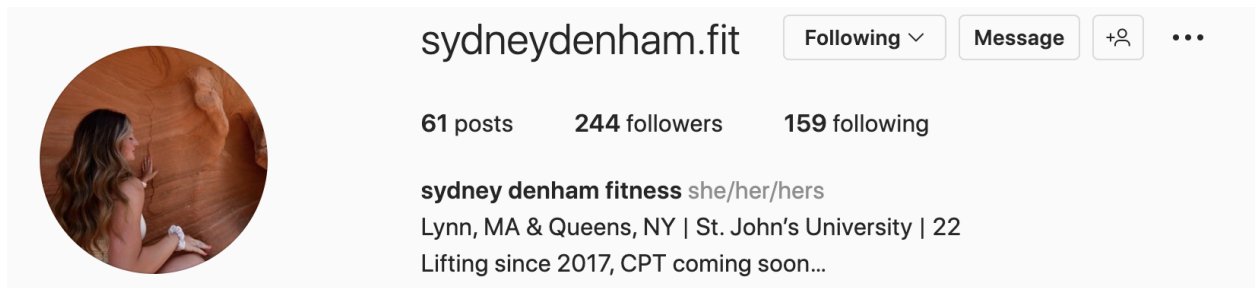 sydneydenham.fit Following Message
61 posts 244 followers 159 following
sydney denham fitness she/her/hers
Lynn, MA & Queens, NY | St. John’s University | 22
Lifting since 2017, CPT coming soon...